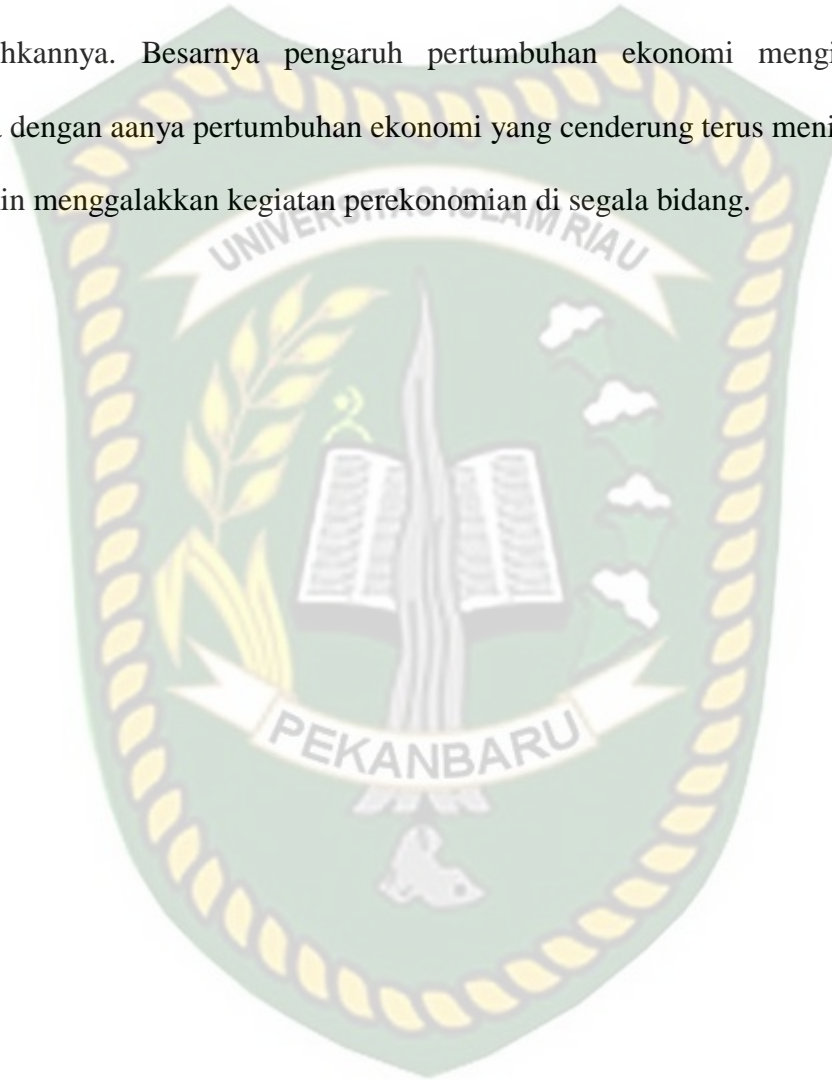 hkannya. Besarnya pengaruh pertumbuhan ekonomi mengi
dengan aanya pertumbuhan ekonomi yang cenderung terus meni
in menggalakkan kegiatan perekonomian di segala bidang.
UNIVERSITAS ISLAM RIAU
PEKANBARU